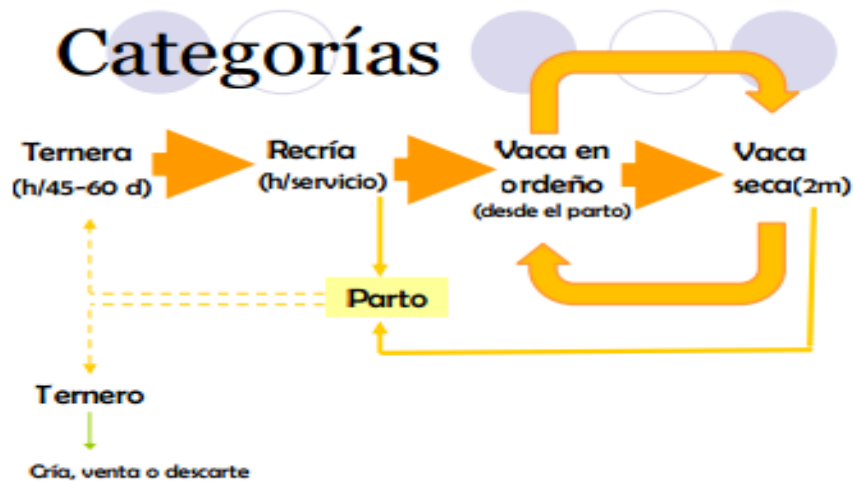 Categorías
Ternera
(h/45-60 d)
Recría
(h/servicio)
Vaca en
ordeño
(desde el parto)
Vaca
seca(2m)
Parto
Ternero
Cría, venta o descarte